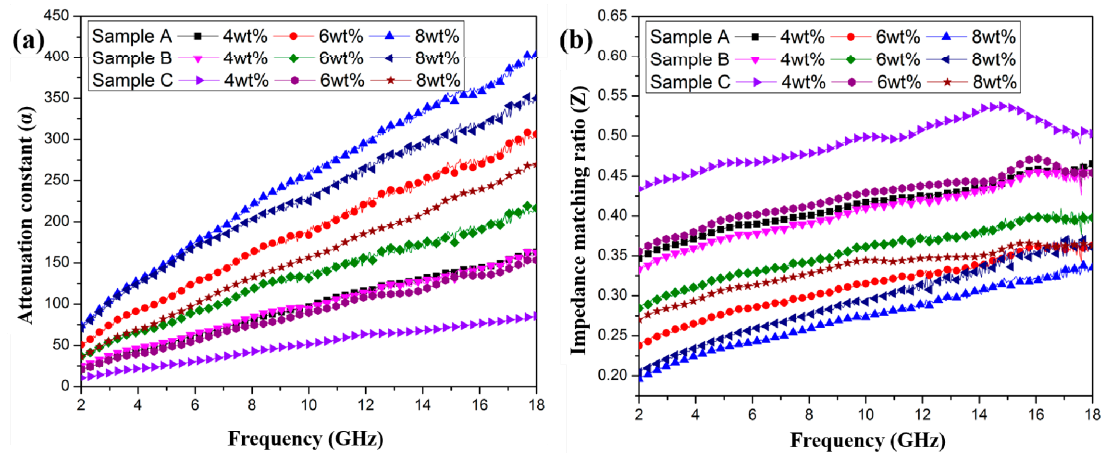 (a)
Sample A 4wt% 6wt% 8wt%
Sample B 4wt% 6wt% 8wt%
Sample C 4wt% 6wt% 8wt%
Attenuation constant (α)
450
400
350
300
250
200
150
100
50
0
2 4 6 8 10 12 14 16 18
Frequency (GHz)
(b)
Sample A 4wt% 6wt% 8wt%
Sample B 4wt% 6wt% 8wt%
Sample C 4wt% 6wt% 8wt%
Impedance matching ratio (Z)
0.65
0.60
0.55
0.50
0.45
0.40
0.35
0.30
0.25
0.20
2 4 6 8 10 12 14 16 18
Frequency (GHz)